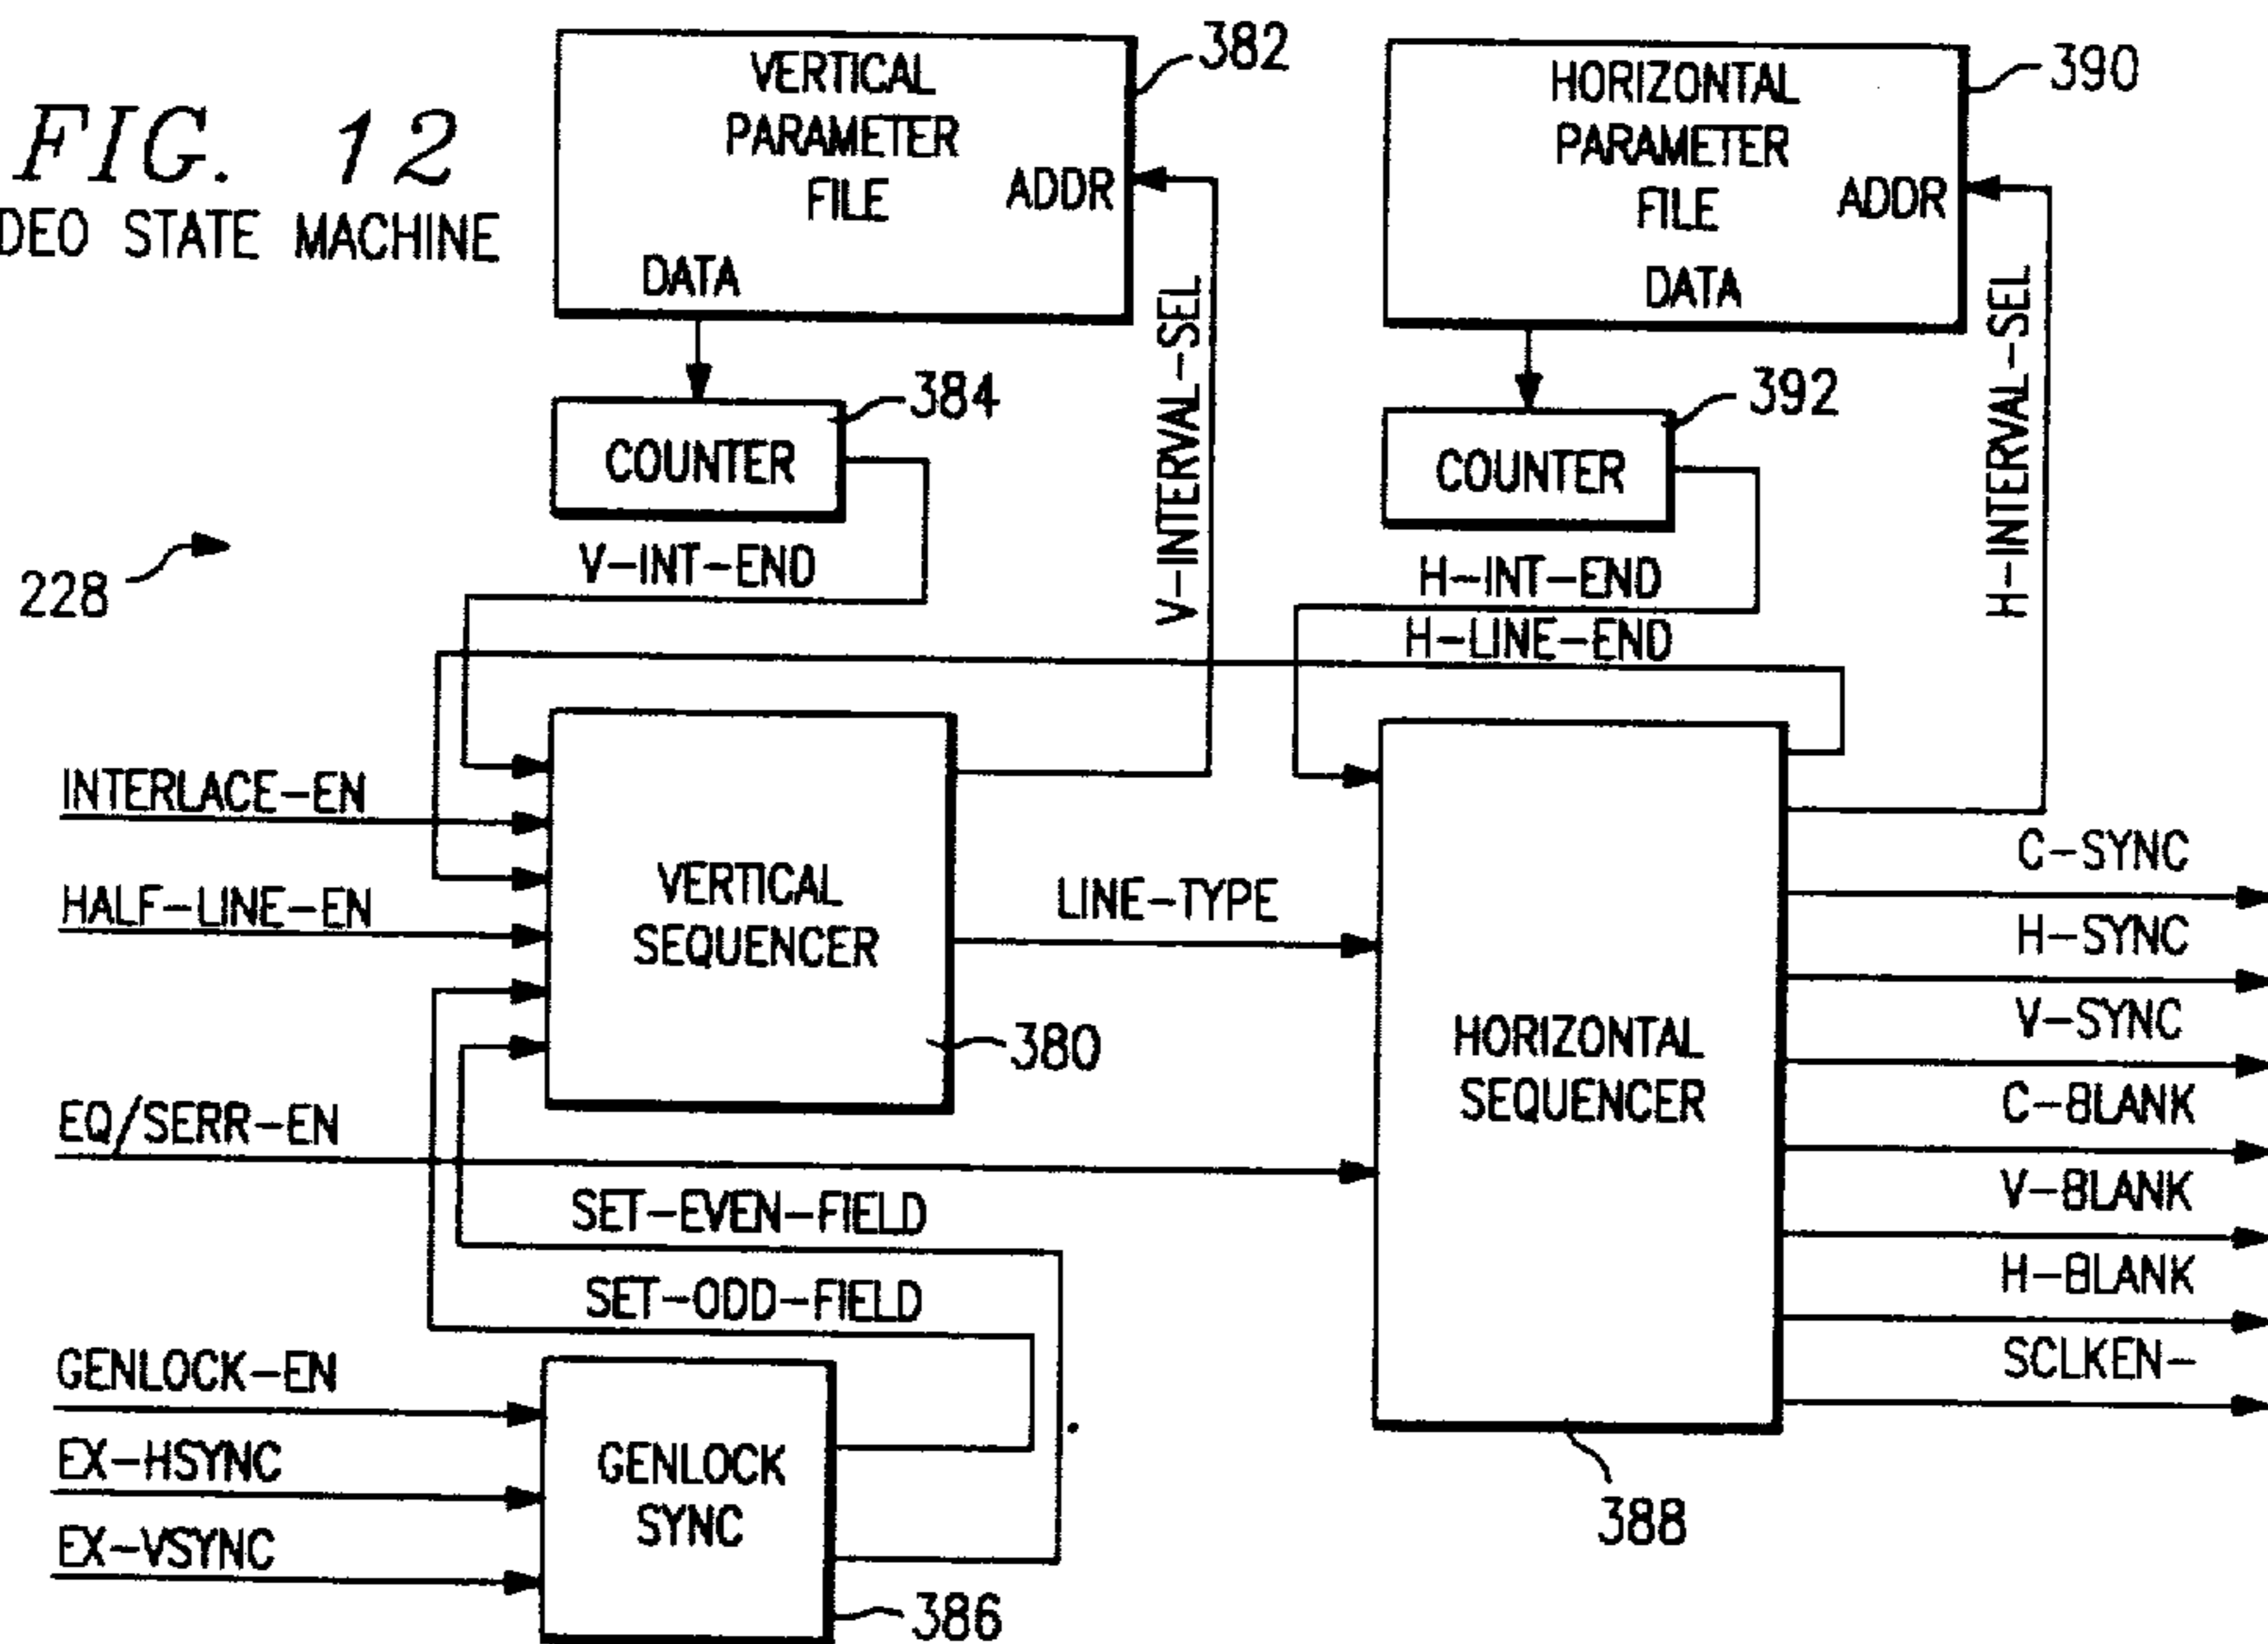 FIG. 12
DEO STATE MACHINE
228
VERTICAL
PARAMETER
FILE
ADDR
DATA
382
COUNTER
384
V-INT-END
V-INTERVAL-SEL
HORIZONTAL
PARAMETER
FILE
ADDR
DATA
390
COUNTER
392
H-INT-END
H-LINE-END
H-INTERVAL-SEL
INTERLACE-EN
HALF-LINE-EN
EQ/SERR-EN
VERTICAL
SEQUENCER
380
LINE-TYPE
HORIZONTAL
SEQUENCER
388
C-SYNC
H-SYNC
V-SYNC
C-BLANK
V-BLANK
H-BLANK
SCLKEN-
SET-EVEN-FIELD
SET-ODD-FIELD
GENLOCK-EN
EX-HSYNC
EX-VSYNC
GENLOCK
SYNC
386